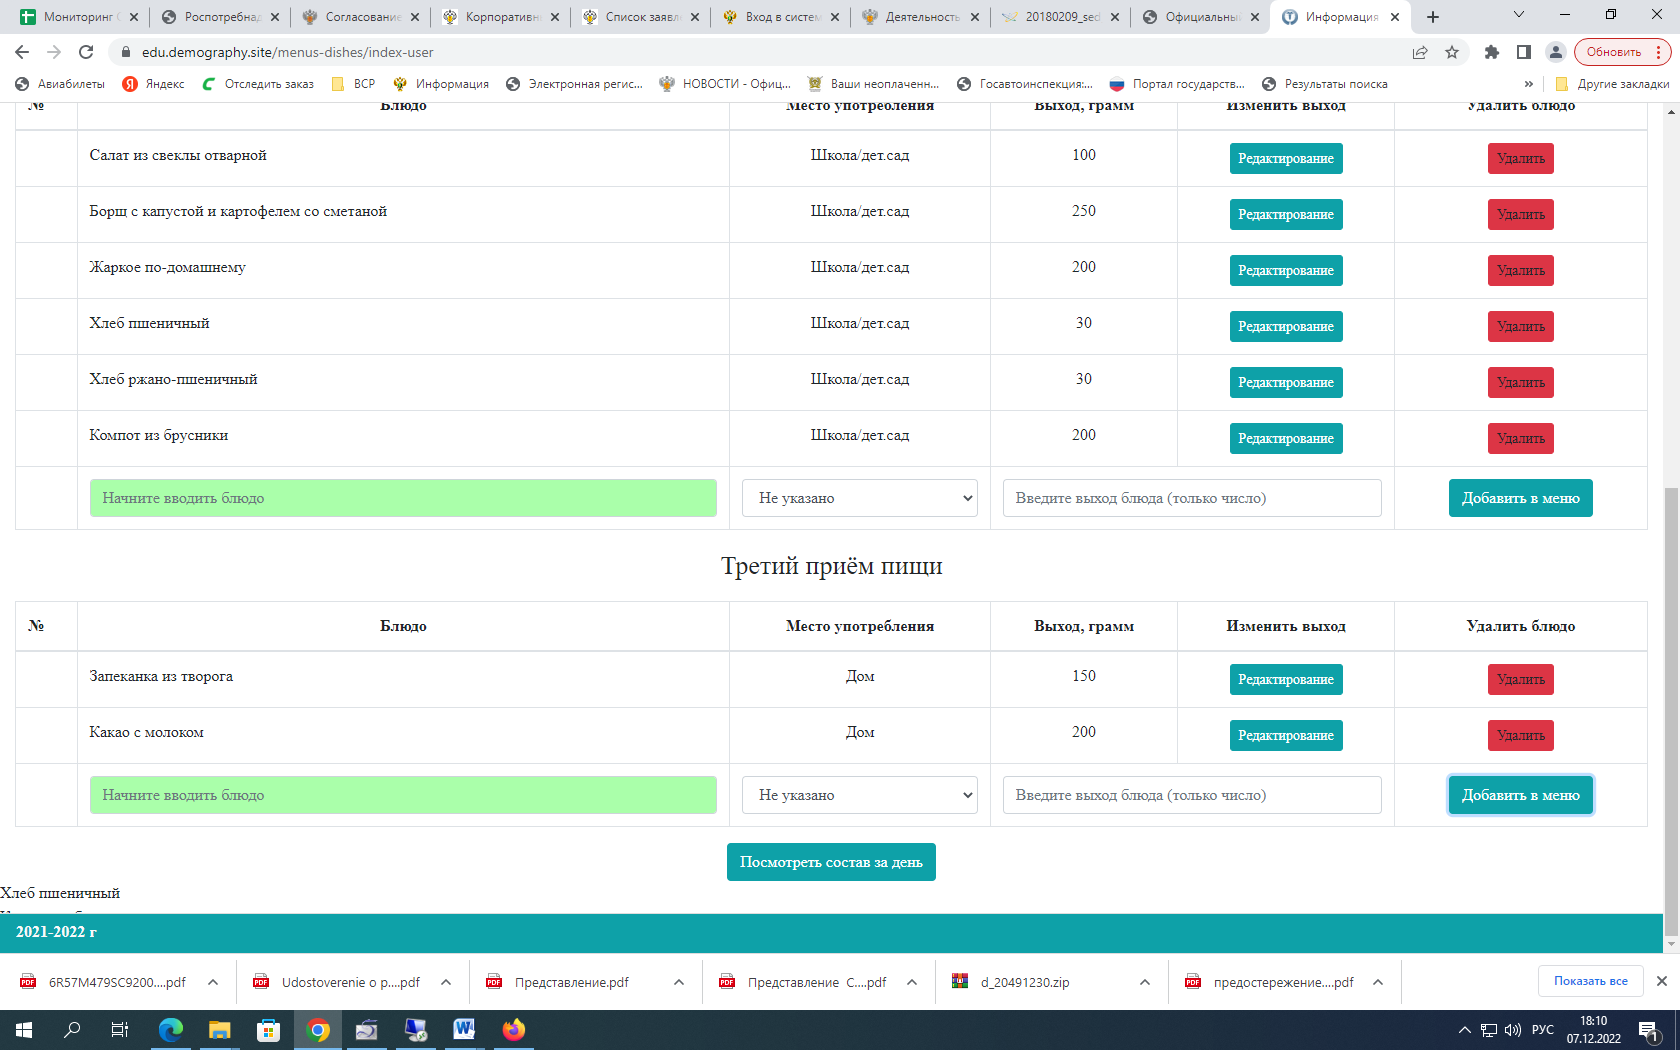 Мониторинг
Роспотребнад
Согласование
Корпоративн
Список заявл
Вход в систем
Деятельность
20180209_sed
Официальный
Информация
edu.demography.site/menus-dishes/index-user
Обновить
Авиабилеты
Яндекс
Отследить заказ
ВСР
Информация
Электронная регис...
НОВОСТИ - Офиц...
Ваши неоплаченн...
Госавтоинспекция:...
Портал государств...
Результаты поиска
»
Другие закладки
№ Блюдо Место употребления Выход, грамм Изменить выход Удалить блюдо
Салат из свеклы отварной Школа/дет.сад 100 Редактирование Удалить
Борщ с капустой и картофелем со сметаной Школа/дет.сад 250 Редактирование Удалить
Жаркое по-домашнему Школа/дет.сад 200 Редактирование Удалить
Хлеб пшеничный Школа/дет.сад 30 Редактирование Удалить
Хлеб ржано-пшеничный Школа/дет.сад 30 Редактирование Удалить
Компот из брусники Школа/дет.сад 200 Редактирование Удалить
Начните вводить блюдо Не указано Введите выход блюда (только число) Добавить в меню
Третий приём пищи
№ Блюдо Место употребления Выход, грамм Изменить выход Удалить блюдо
Запеканка из творога Дом 150 Редактирование Удалить
Какао с молоком Дом 200 Редактирование Удалить
Начните вводить блюдо Не указано Введите выход блюда (только число) Добавить в меню
Посмотреть состав за день
Хлеб пшеничный
2021-2022 г
6R57M479SC9200....pdf
Udostoverenie o p....pdf
Представление.pdf
Представление С....pdf
d_20491230.zip
предостережение....pdf
Показать все
РУС
18:10
07.12.2022
1